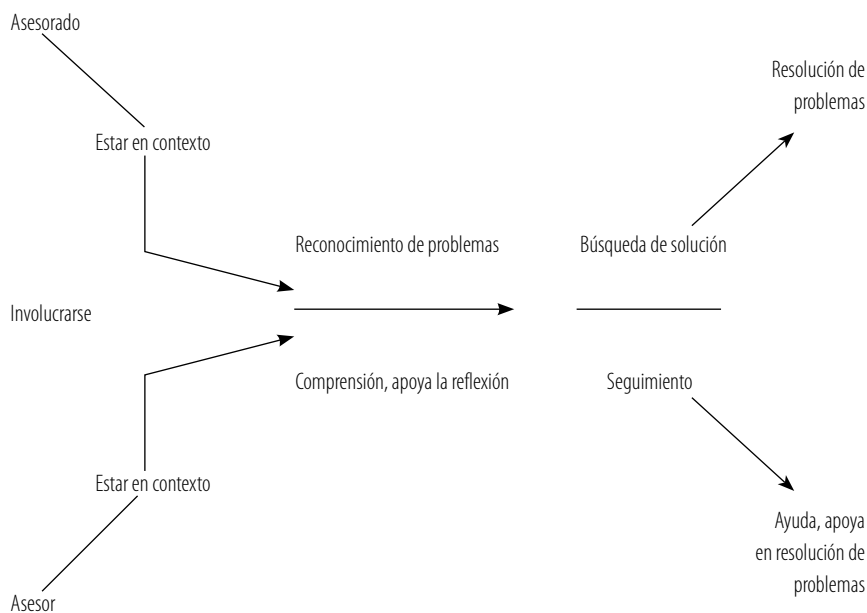 Asesorado
Resolución de
problemas
Estar en contexto
Reconocimiento de problemas
Búsqueda de solución
Involucrarse
Comprensión, apoya la reflexión
Seguimiento
Estar en contexto
Ayuda, apoya
en resolución de
problemas
Asesor